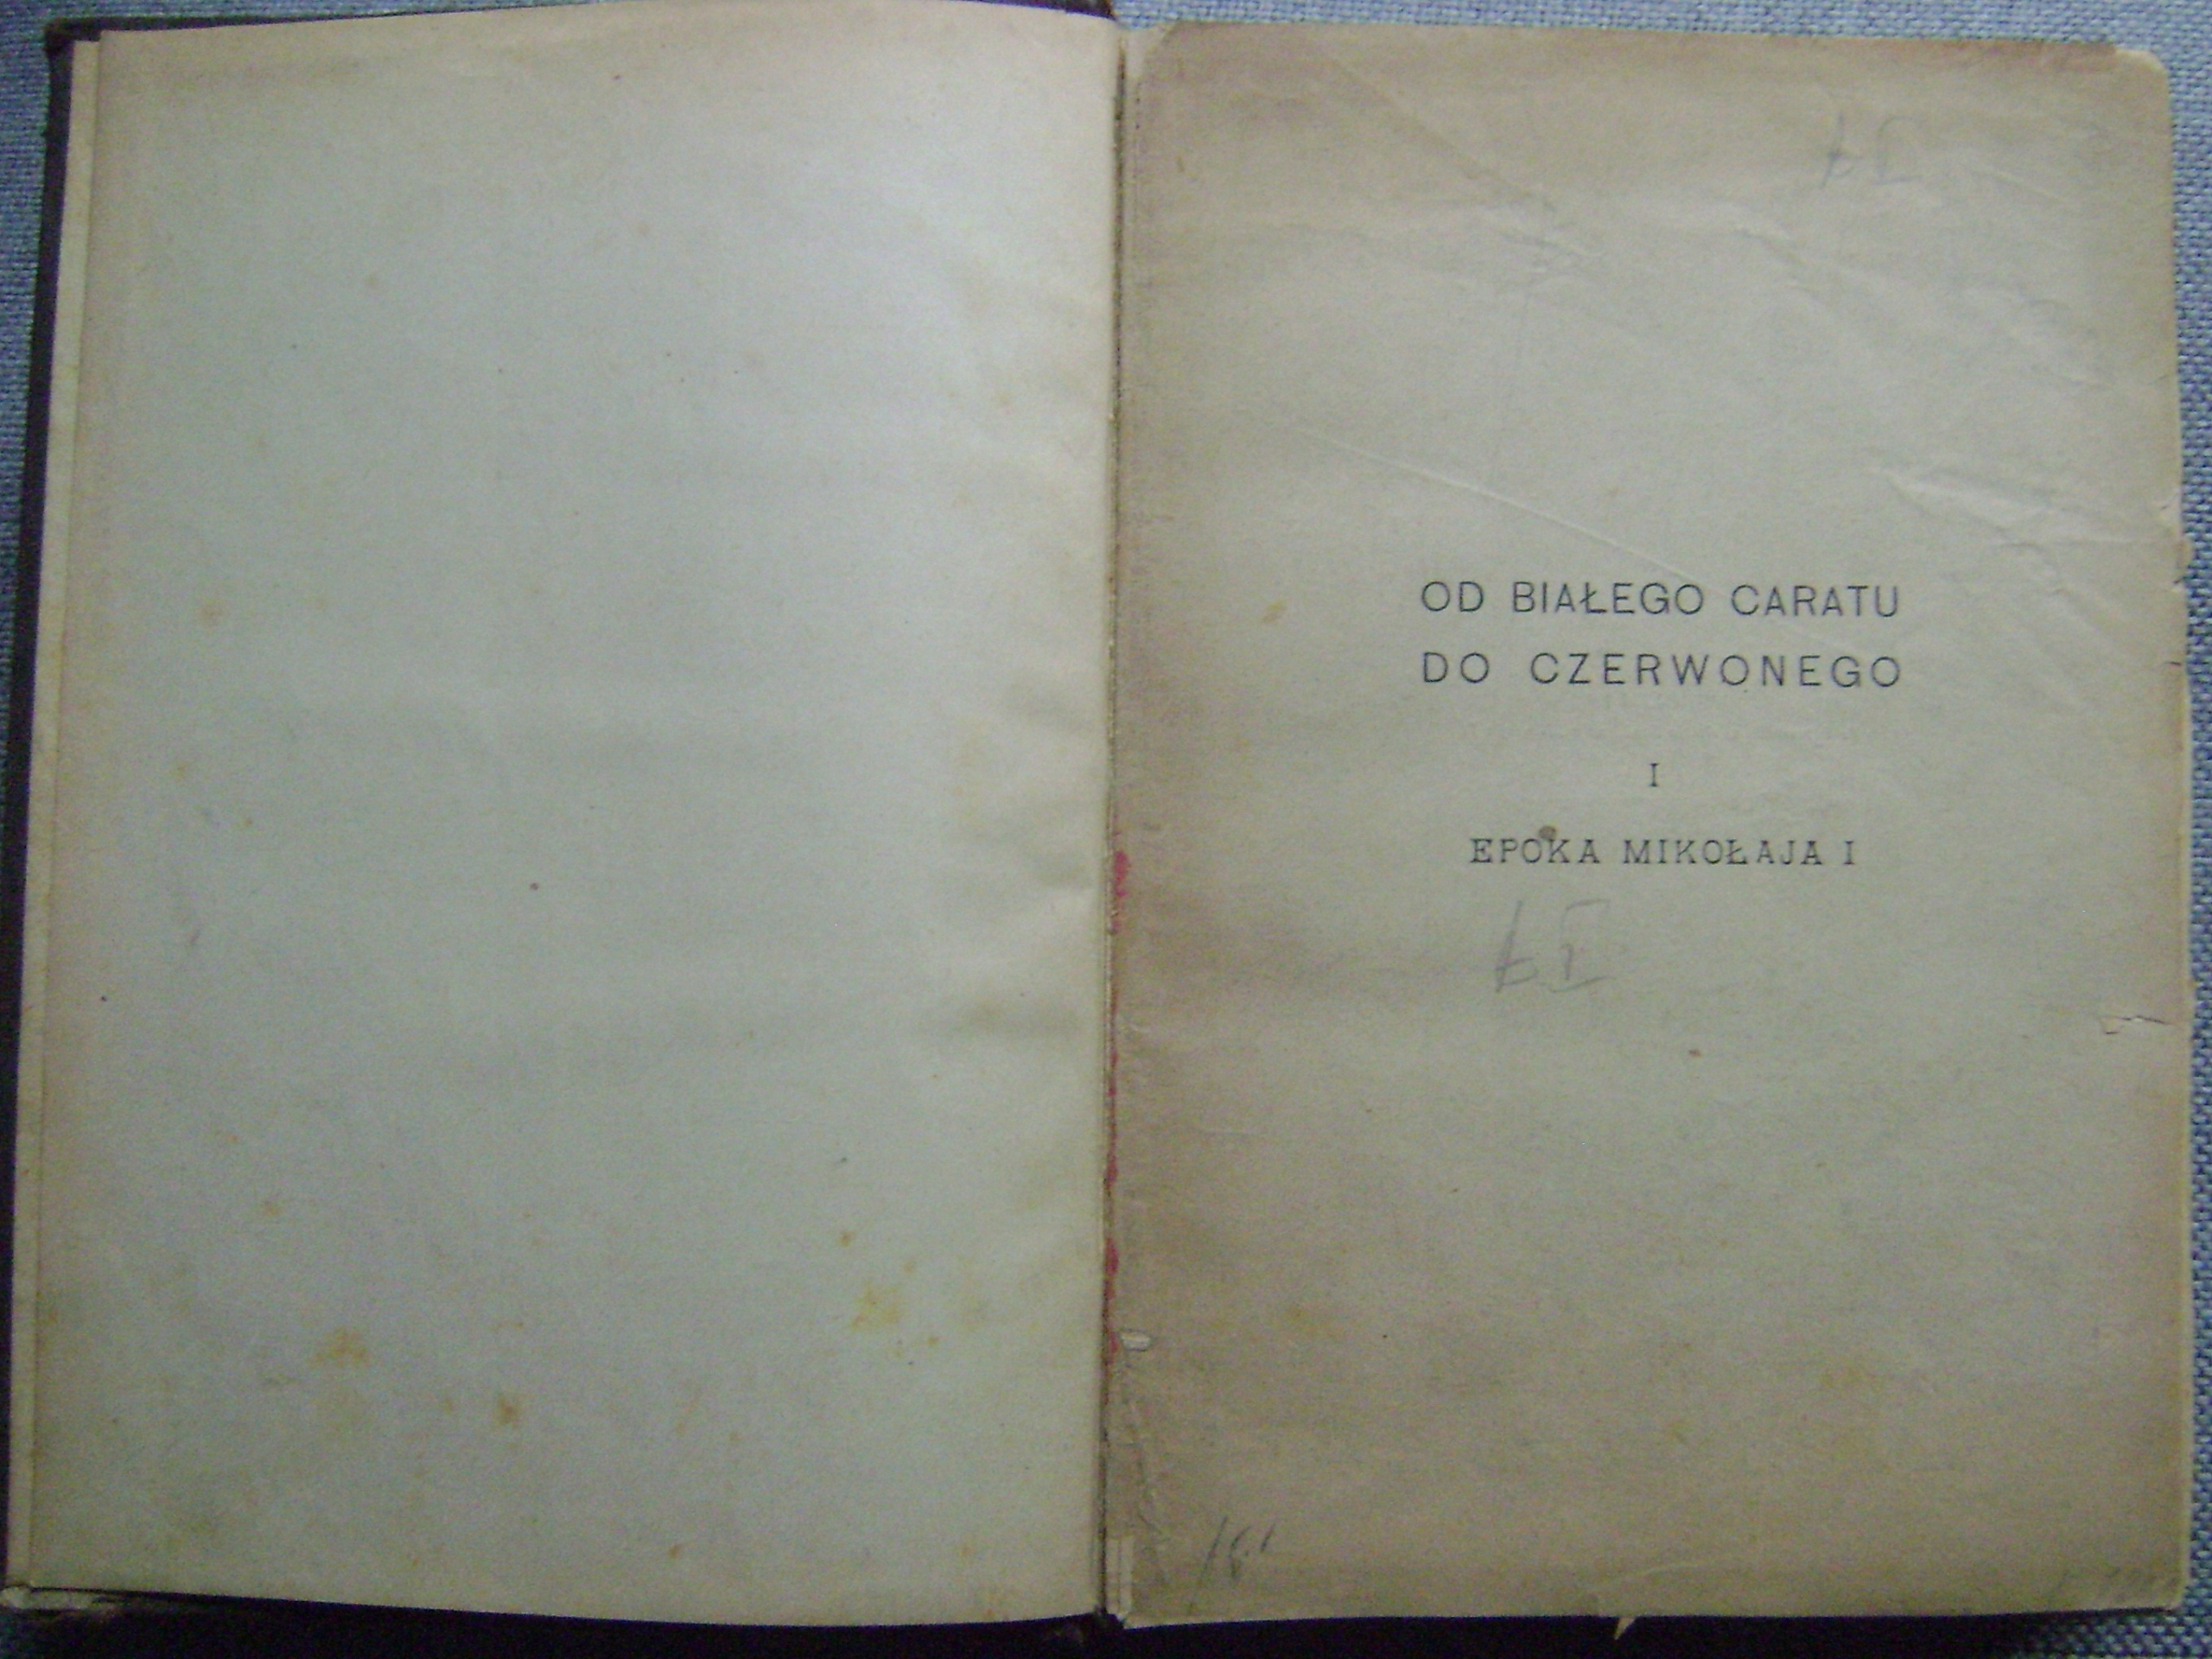 OD BIAŁEGO CARATU
DO CZERWONEGO
I
EPOKA MIKOŁAJA I